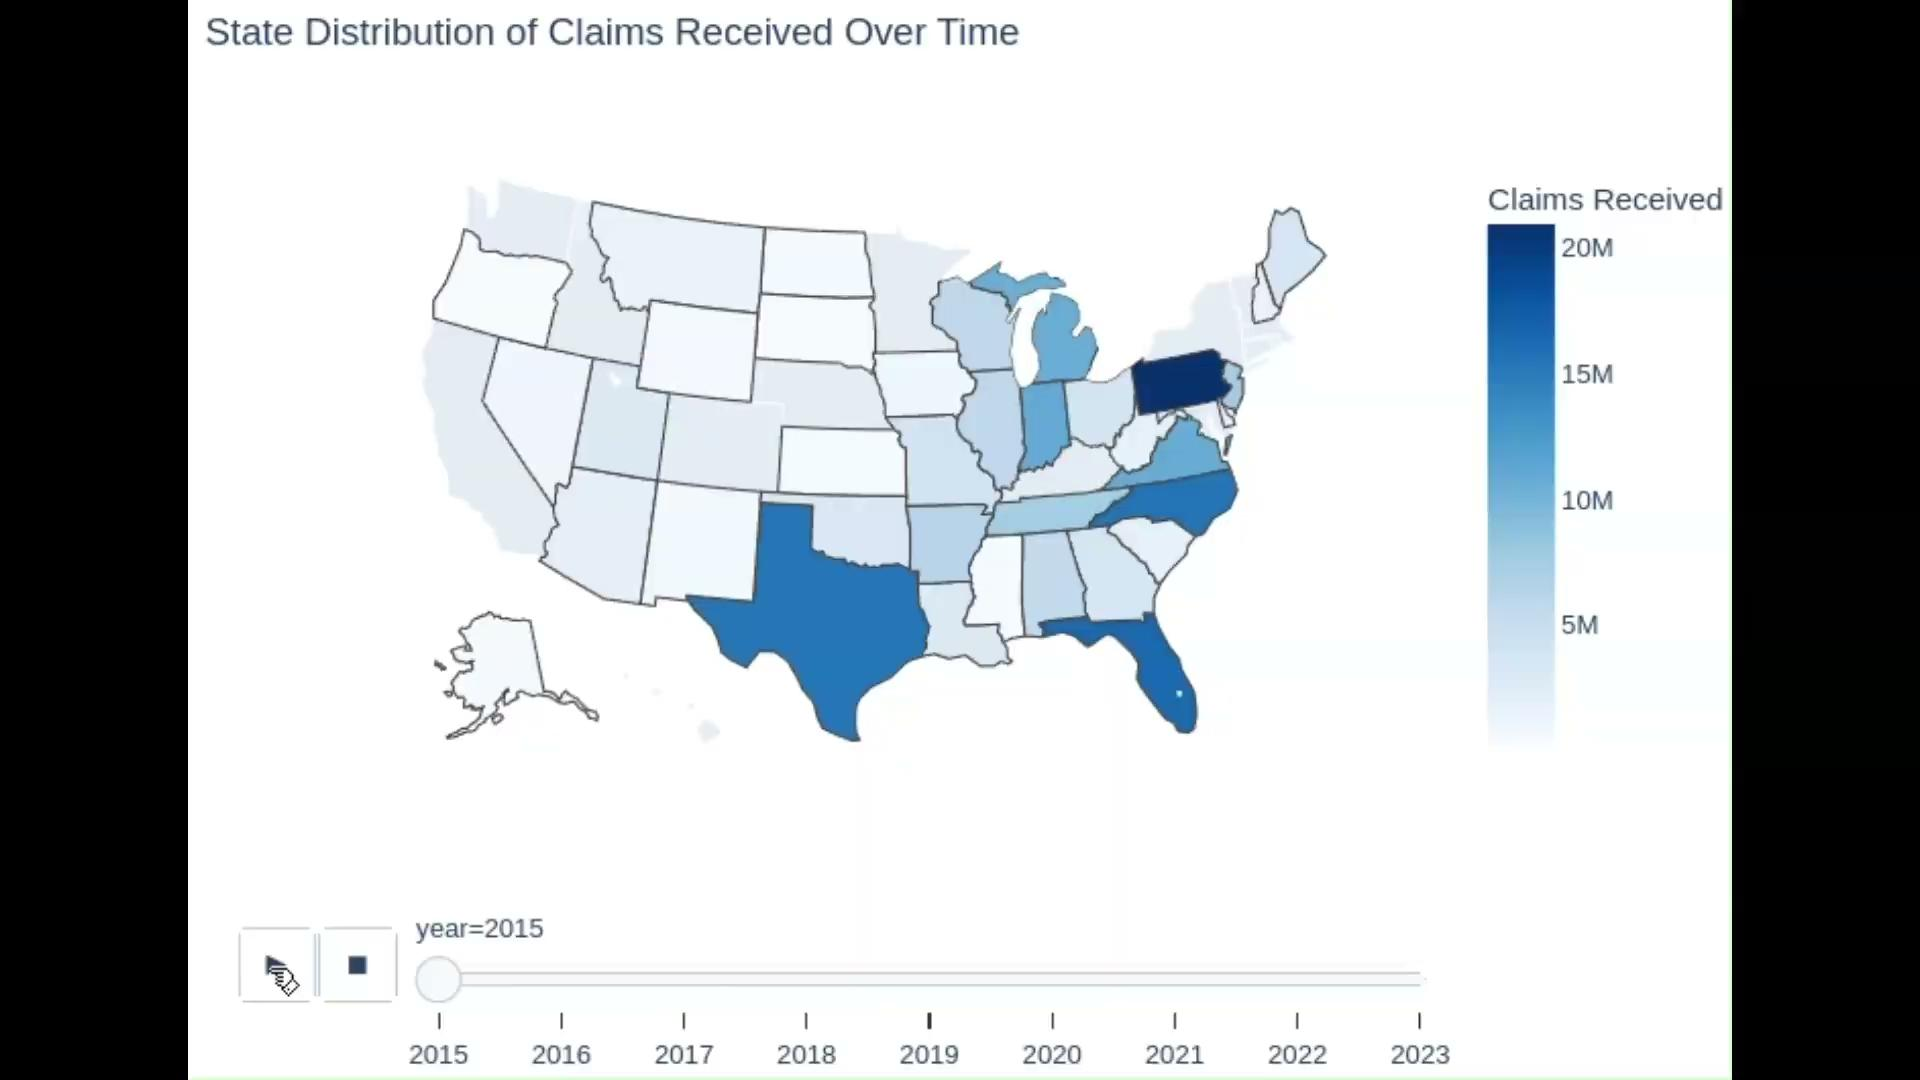 State Distribution of Claims Received Over Time
Claims Received
20M
15M
10M
5M
year=2015
2015 2016 2017 2018 2019 2020 2021 2022 2023